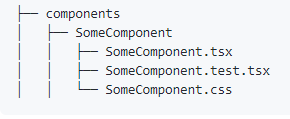 ├── components
│   ├── SomeComponent
│   │   ├── SomeComponent.tsx
│   │   ├── SomeComponent.test.tsx
│   │   └── SomeComponent.css